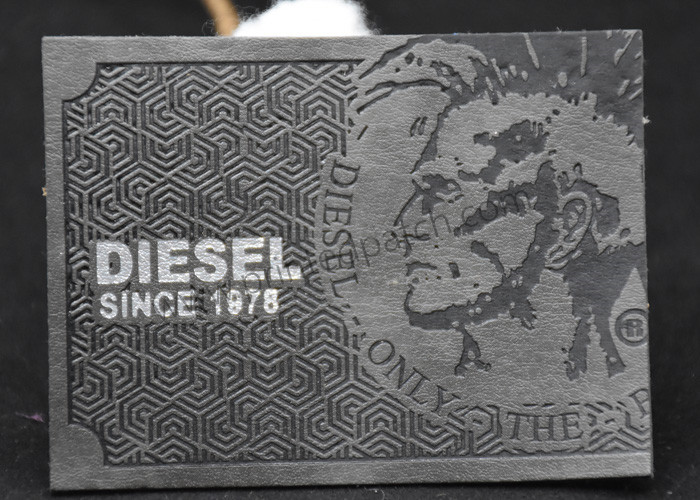 DIESEL
SINCE 1978
DIESEL - ONLY THE
®